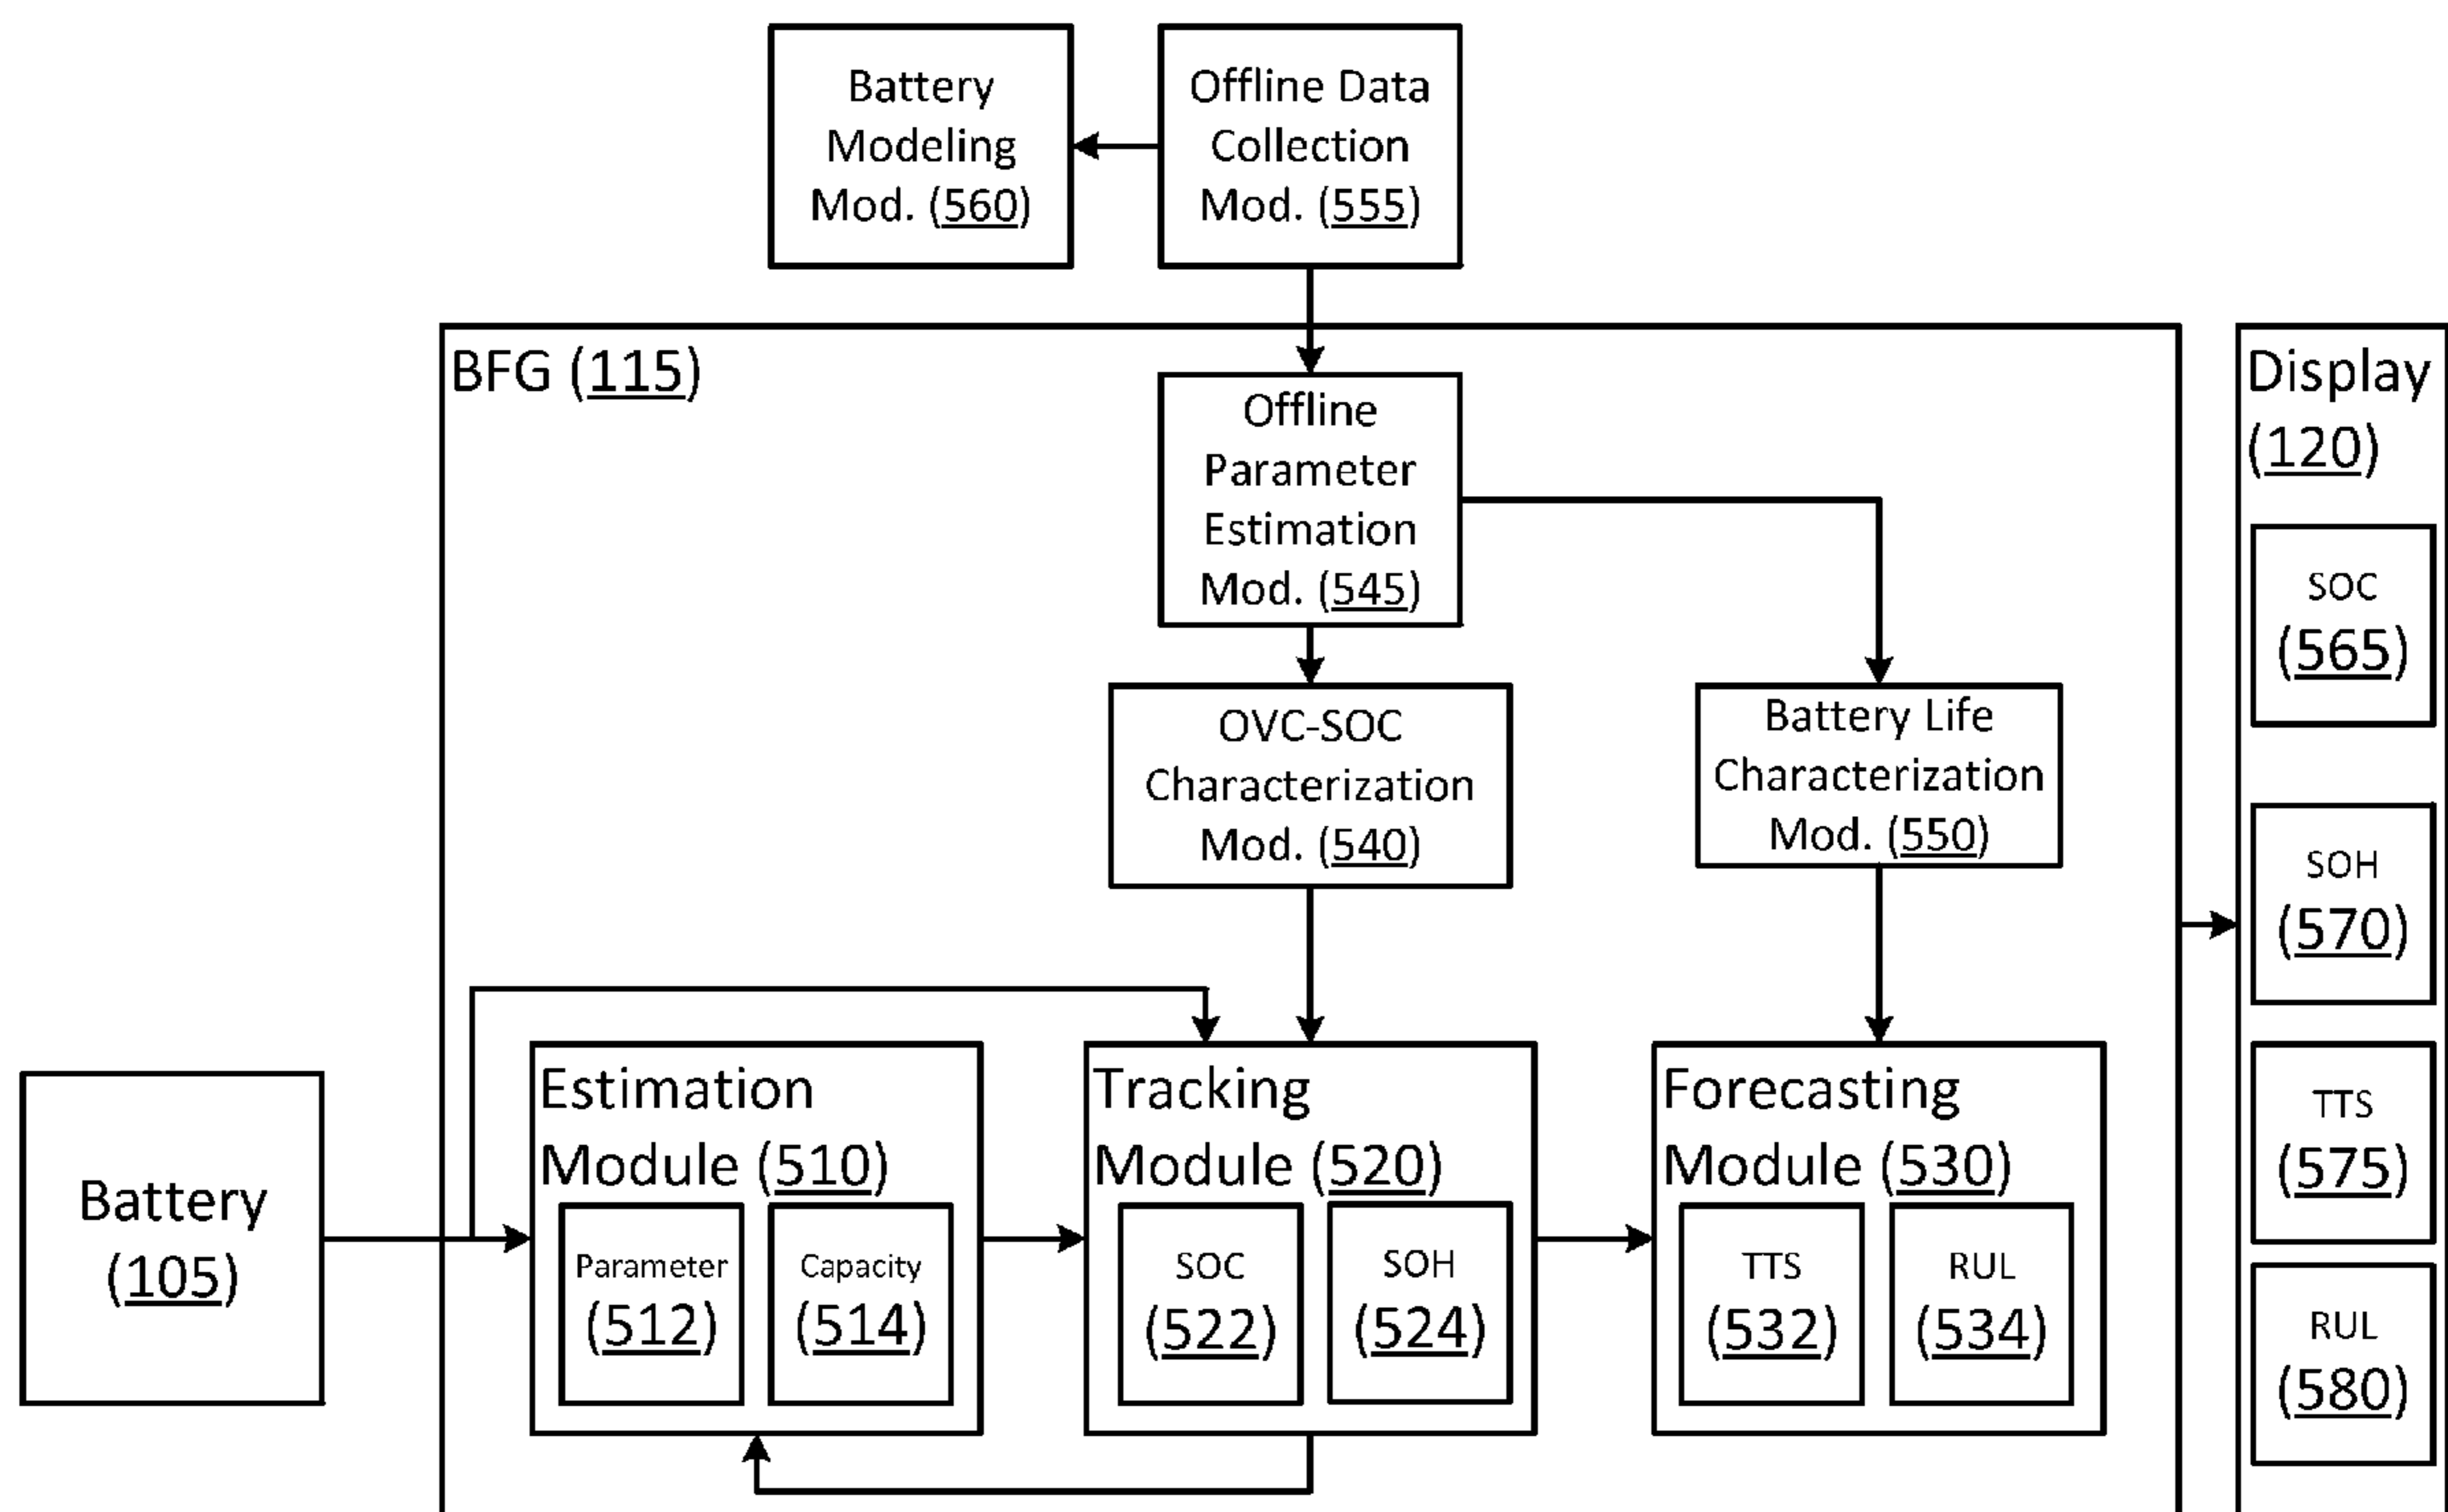 Battery
Modeling
Mod. (560)
Offline Data
Collection
Mod. (555)
BFG (115)
Offline
Parameter
Estimation
Mod. (545)
OVC-SOC
Characterization
Mod. (540)
Battery Life
Characterization
Mod. (550)
Battery
(105)
Estimation
Module (510)
Parameter
(512)
Capacity
(514)
Tracking
Module (520)
SOC
(522)
SOH
(524)
Forecasting
Module (530)
TTS
(532)
RUL
(534)
Display
(120)
SOC
(565)
SOH
(570)
TTS
(575)
RUL
(580)